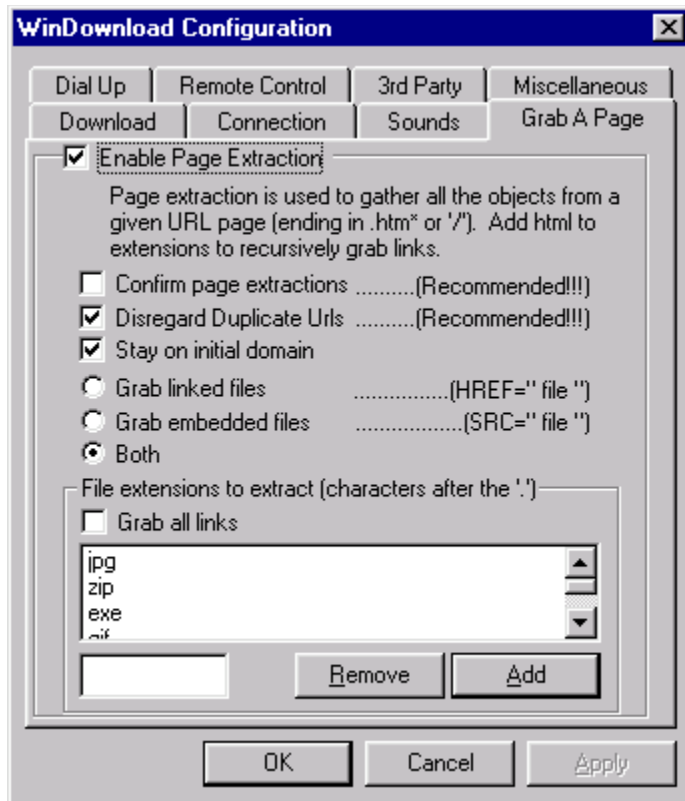 WinDownload Configuration
Dial Up Remote Control 3rd Party Miscellaneous
Download Connection Sounds Grab A Page
Enable Page Extraction
Page extraction is used to gather all the objects from a
given URL page (ending in .htm* or '/'). Add html to
extensions to recursively grab links.
Confirm page extractions ..........(Recommended!!!)
Disregard Duplicate Urls ..........(Recommended!!!)
Stay on initial domain
Grab linked files ................(HREF=" file ")
Grab embedded files ..................(SRC=" file ")
Both
File extensions to extract (characters after the '.')
Grab all links
jpg
zip
exe
gif
Remove Add
OK Cancel Apply